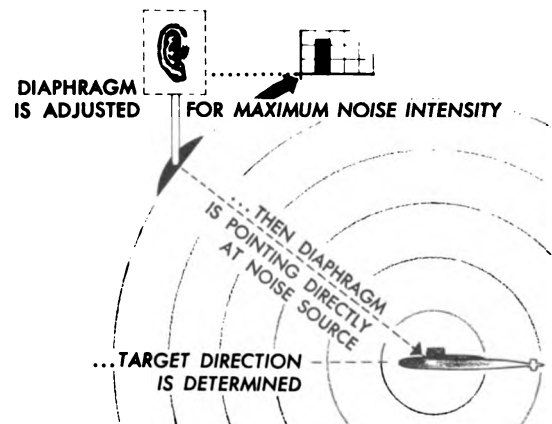 DIAPHRAGM
IS ADJUSTED FOR MAXIMUM NOISE INTENSITY
...THEN DIAPHRAGM
IS POINTING DIRECTLY
AT NOISE SOURCE
...TARGET DIRECTION
IS DETERMINED